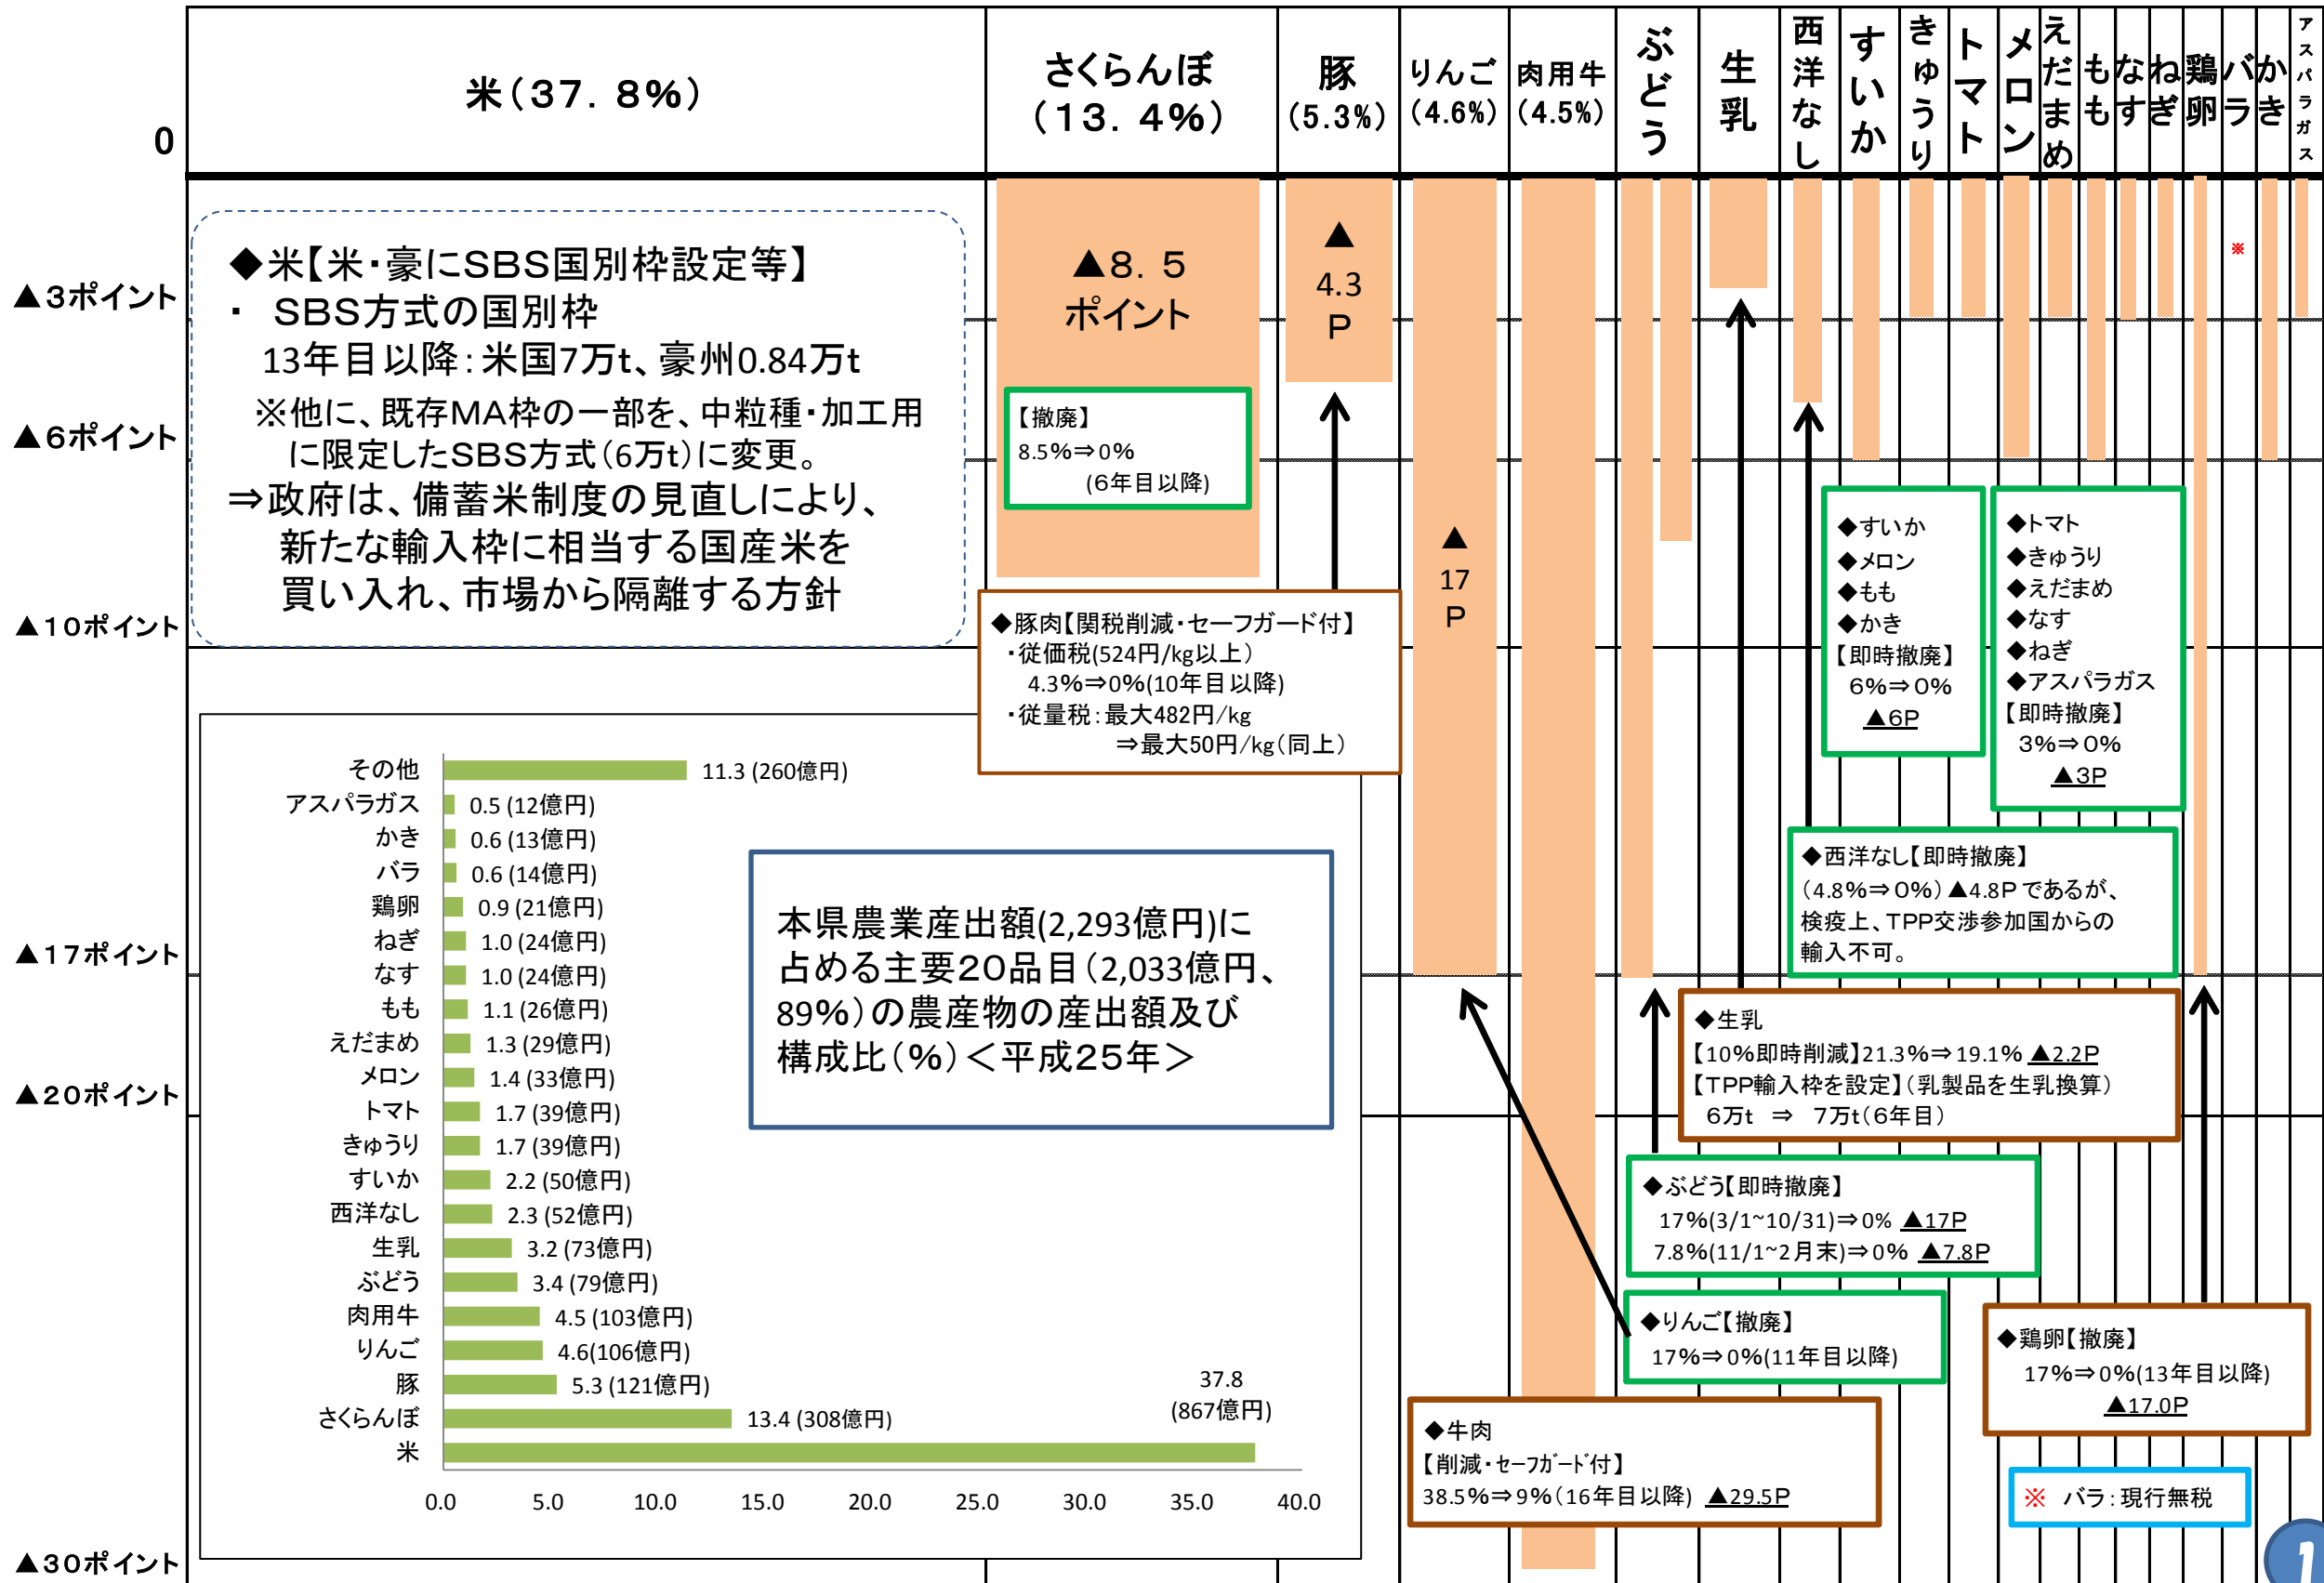 米(37.8%)
さくらんぼ
(13.4%)
豚
(5.3%)
りんご
(4.6%)
肉用牛
(4.5%)
ぶどう
生乳
西洋なし
すいか
きゅうり
トマト
メロン
えだまめ
もも
なす
ねぎ
鶏卵
バラ
かき
アスパラガス
0
▲3ポイント
▲6ポイント
▲10ポイント
▲17ポイント
▲20ポイント
▲30ポイント
◆米【米・豪にSBS国別枠設定等】
・ SBS方式の国別枠
13年目以降:米国7万t、豪州0.84万t
※他に、既存MA枠の一部を、中粒種・加工用
に限定したSBS方式(6万t)に変更。
⇒政府は、備蓄米制度の見直しにより、
新たな輸入枠に相当する国産米を
買い入れ、市場から隔離する方針
▲8.5
ポイント
【撤廃】
8.5%⇒0%
(6年目以降)
▲
4.3
P
◆豚肉【関税削減・セーフガード付】
・従価税(524円/kg以上)
4.3%⇒0%(10年目以降)
・従量税:最大482円/kg
⇒最大50円/kg(同上)
▲
17
P
※
◆すいか
◆メロン
◆もも
◆かき
【即時撤廃】
6%⇒0%
▲6P
◆トマト
◆きゅうり
◆えだまめ
◆なす
◆ねぎ
◆アスパラガス
【即時撤廃】
3%⇒0%
▲3P
◆西洋なし【即時撤廃】
(4.8%⇒0%)▲4.8Pであるが、
検疫上、TPP交渉参加国からの
輸入不可。
◆生乳
【10%即時削減】21.3%⇒19.1% ▲2.2P
【TPP輸入枠を設定】(乳製品を生乳換算)
6万t ⇒ 7万t(6年目)
◆ぶどう【即時撤廃】
17%(3/1~10/31)⇒0% ▲17P
7.8%(11/1~2月末)⇒0% ▲7.8P
◆りんご【撤廃】
17%⇒0%(11年目以降)
◆鶏卵【撤廃】
17%⇒0%(13年目以降)
▲17.0P
◆牛肉
【削減・セーフガード付】
38.5%⇒9%(16年目以降) ▲29.5P
※ バラ:現行無税
その他 11.3 (260億円)
アスパラガス 0.5 (12億円)
かき 0.6 (13億円)
バラ 0.6 (14億円)
鶏卵 0.9 (21億円)
ねぎ 1.0 (24億円)
なす 1.0 (24億円)
もも 1.1 (26億円)
えだまめ 1.3 (29億円)
メロン 1.4 (33億円)
トマト 1.7 (39億円)
きゅうり 1.7 (39億円)
すいか 2.2 (50億円)
西洋なし 2.3 (52億円)
生乳 3.2 (73億円)
ぶどう 3.4 (79億円)
肉用牛 4.5 (103億円)
りんご 4.6(106億円)
豚 5.3 (121億円)
さくらんぼ 13.4 (308億円)
米 37.8
(867億円)
0.0 5.0 10.0 15.0 20.0 25.0 30.0 35.0 40.0
本県農業産出額(2,293億円)に
占める主要20品目(2,033億円、
89%)の農産物の産出額及び
構成比(%)<平成25年>
1